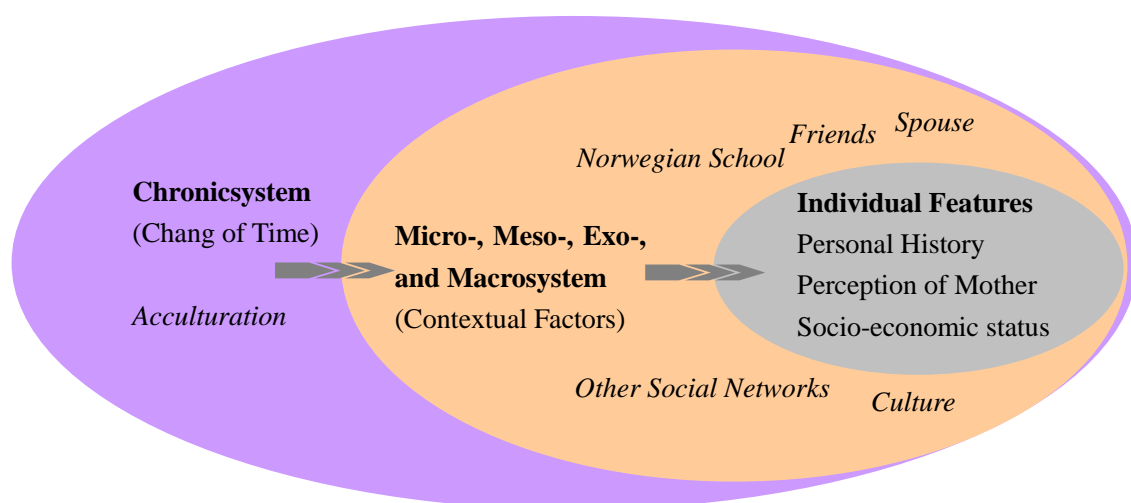 Chronicsystem
(Chang of Time)
Acculturation
Micro-, Meso-, Exo-,
and Macrosystem
(Contextual Factors)
Norwegian School
Friends
Spouse
Individual Features
Personal History
Perception of Mother
Socio-economic status
Other Social Networks
Culture